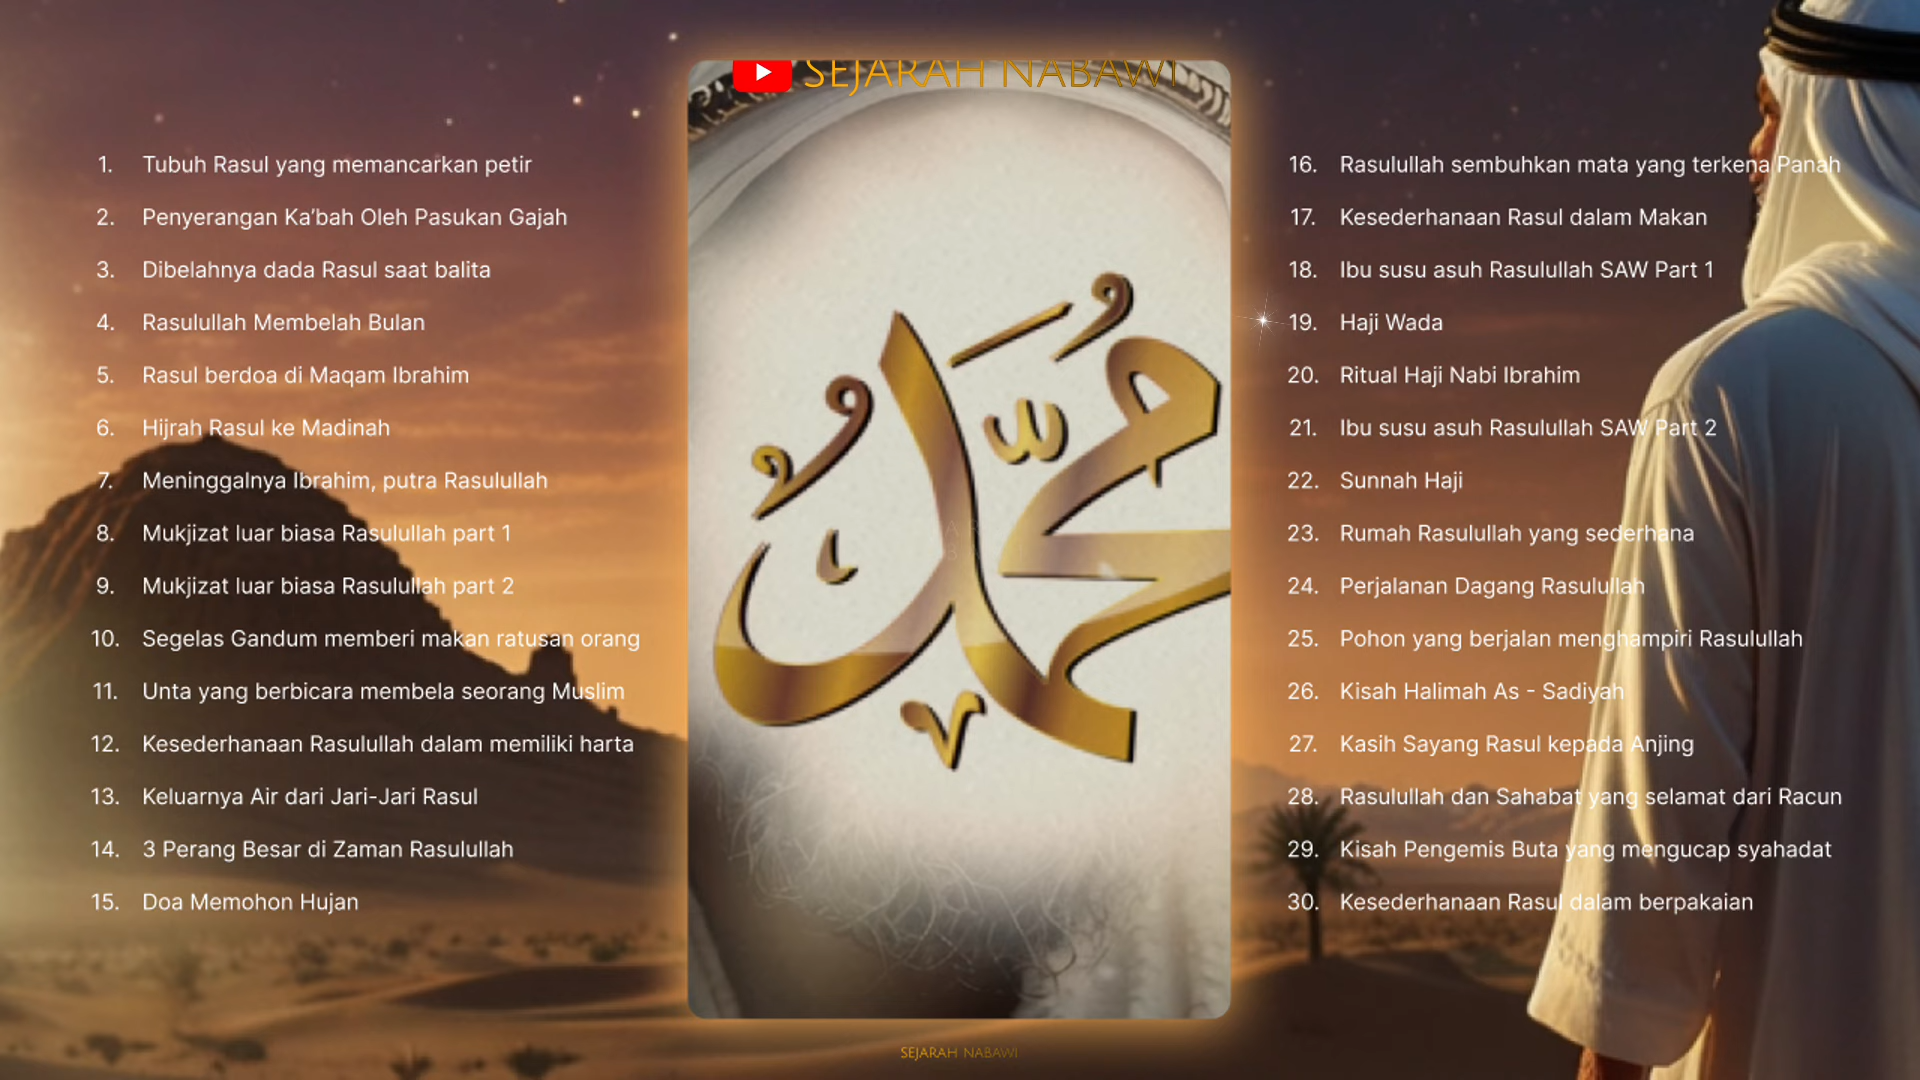 SEJARAH NABAWI
1. Tubuh Rasul yang memancarkan petir
2. Penyerangan Ka’bah Oleh Pasukan Gajah
3. Dibelahnya dada Rasul saat balita
4. Rasulullah Membelah Bulan
5. Rasul berdoa di Maqam Ibrahim
6. Hijrah Rasul ke Madinah
7. Meninggalnya Ibrahim, putra Rasulullah
8. Mukjizat luar biasa Rasulullah part 1
9. Mukjizat luar biasa Rasulullah part 2
10. Segelas Gandum memberi makan ratusan orang
11. Unta yang berbicara membela seorang Muslim
12. Kesederhanaan Rasulullah dalam memiliki harta
13. Keluarnya Air dari Jari-Jari Rasul
14. 3 Perang Besar di Zaman Rasulullah
15. Doa Memohon Hujan
مُحَمَّدٌ
16. Rasulullah sembuhkan mata yang terkena Panah
17. Kesederhanaan Rasul dalam Makan
18. Ibu susu asuh Rasulullah SAW Part 1
19. Haji Wada
20. Ritual Haji Nabi Ibrahim
21. Ibu susu asuh Rasulullah SAW Part 2
22. Sunnah Haji
23. Rumah Rasulullah yang sederhana
24. Perjalanan Dagang Rasulullah
25. Pohon yang berjalan menghampiri Rasulullah
26. Kisah Halimah As - Sadiyah
27. Kasih Sayang Rasul kepada Anjing
28. Rasulullah dan Sahabat yang selamat dari Racun
29. Kisah Pengemis Buta yang mengucap syahadat
30. Kesederhanaan Rasul dalam berpakaian
SEJARAH NABAWI